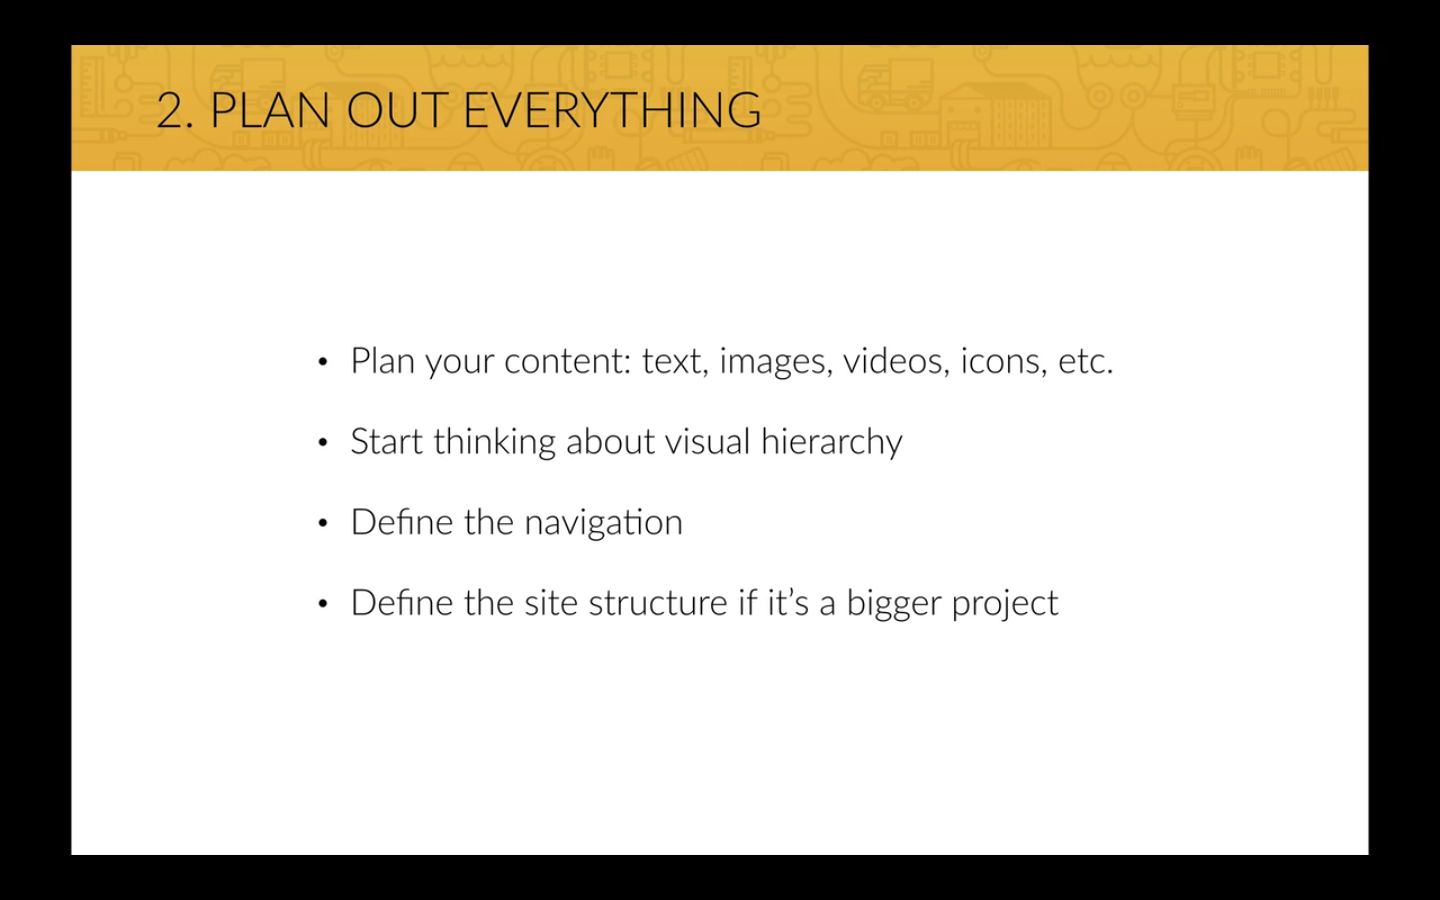 2. PLAN OUT EVERYTHING
• Plan your content: text, images, videos, icons, etc.
• Start thinking about visual hierarchy
• Define the navigation
• Define the site structure if it’s a bigger project